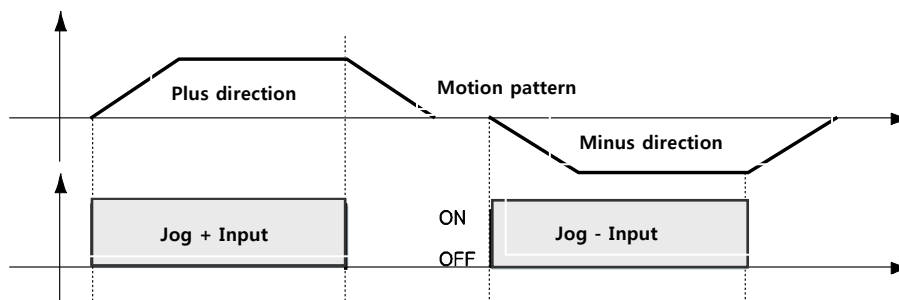 Plus direction
Motion pattern
Minus direction
Jog + Input
ON
OFF
Jog - Input